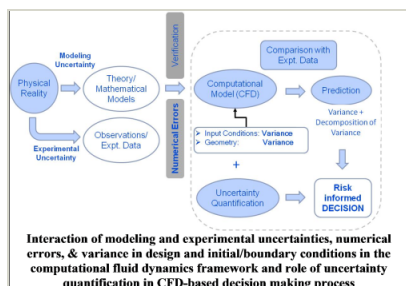 Modeling
Uncertainty
Physical
Reality
Theory/
Mathematical
Models
Observations/
Expt. Data
Experimental
Uncertainty
Verification
Numerical Errors
Comparison with
Expt. Data
Computational
Model (CFD)
Prediction
Input Conditions: Variance
Geometry: Variance
Variance +
Decomposition of
Variance
+
Uncertainty
Quantification
Risk
informed
DECISION
Interaction of modeling and experimental uncertainties, numerical
errors, & variance in design and initial/boundary conditions in the
computational fluid dynamics framework and role of uncertainty
quantification in CFD-based decision making process